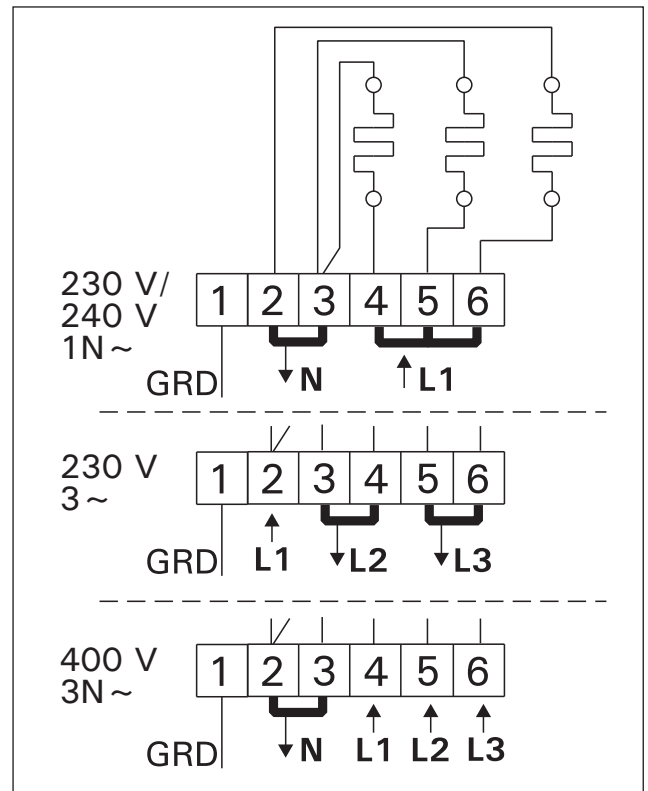 230 V/
240 V
1N~
1 2 3 4 5 6
GRD N L1
230 V
3~
1 2 3 4 5 6
GRD L1 L2 L3
400 V
3N~
1 2 3 4 5 6
GRD N L1 L2 L3